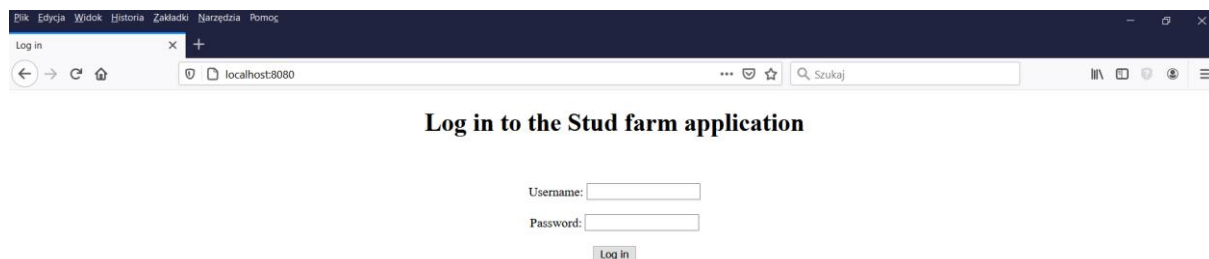 Plik Edycja Widok Historia Zakładki Narzędzia Pomoc
Log in
localhost:8080
Szukaj
Log in to the Stud farm application
Username:
Password:
Log in